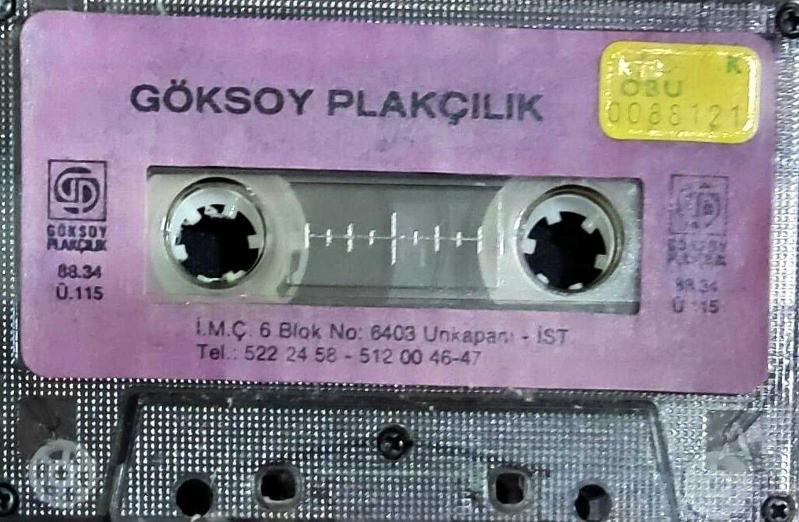 GÖKSOY PLAKÇILIK
K
OBU
0088121
GÖKSOY
PLAKÇILIK
88.34
Ü.115
GÖKSOY
88.34
Ü 115
İ.M.Ç. 6 Blok No: 6403 Unkapanı - İST
Tel.: 522 24 58 - 512 00 46-47